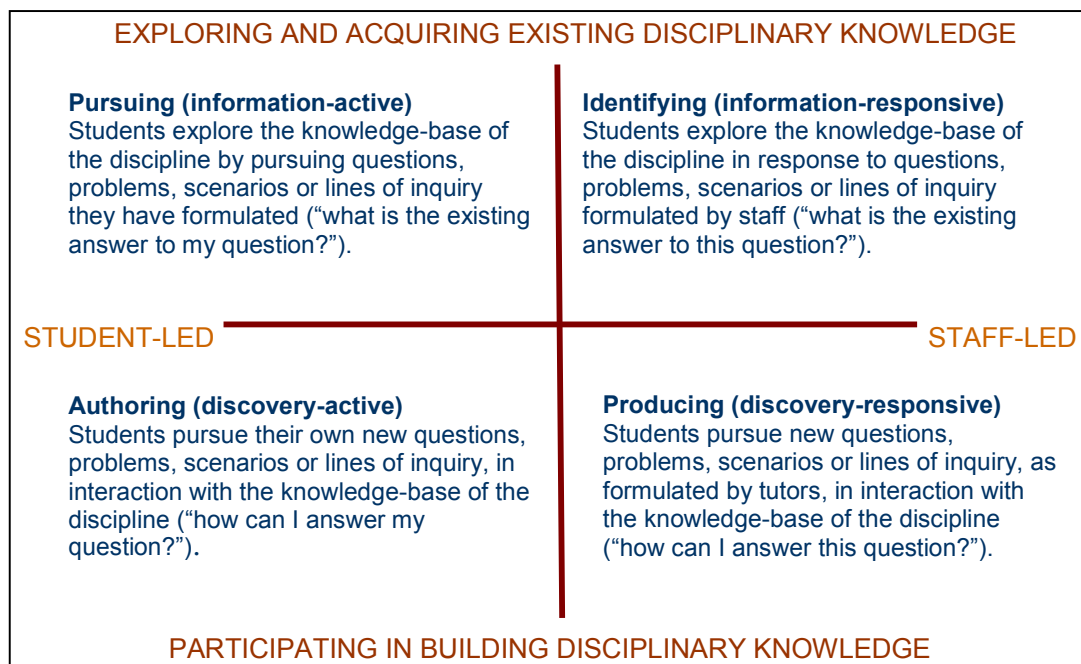 EXPLORING AND ACQUIRING EXISTING DISCIPLINARY KNOWLEDGE
Pursuing (information-active)
Students explore the knowledge-base of
the discipline by pursuing questions,
problems, scenarios or lines of inquiry
they have formulated (“what is the existing
answer to my question?”).
Identifying (information-responsive)
Students explore the knowledge-base of
the discipline in response to questions,
problems, scenarios or lines of inquiry
formulated by staff (“what is the existing
answer to this question?”).
STUDENT-LED
STAFF-LED
Authoring (discovery-active)
Students pursue their own new questions,
problems, scenarios or lines of inquiry, in
interaction with the knowledge-base of the
discipline (“how can I answer my
question?”).
Producing (discovery-responsive)
Students pursue new questions,
problems, scenarios or lines of inquiry, as
formulated by tutors, in interaction with
the knowledge-base of the discipline
(“how can I answer this question?”).
PARTICIPATING IN BUILDING DISCIPLINARY KNOWLEDGE